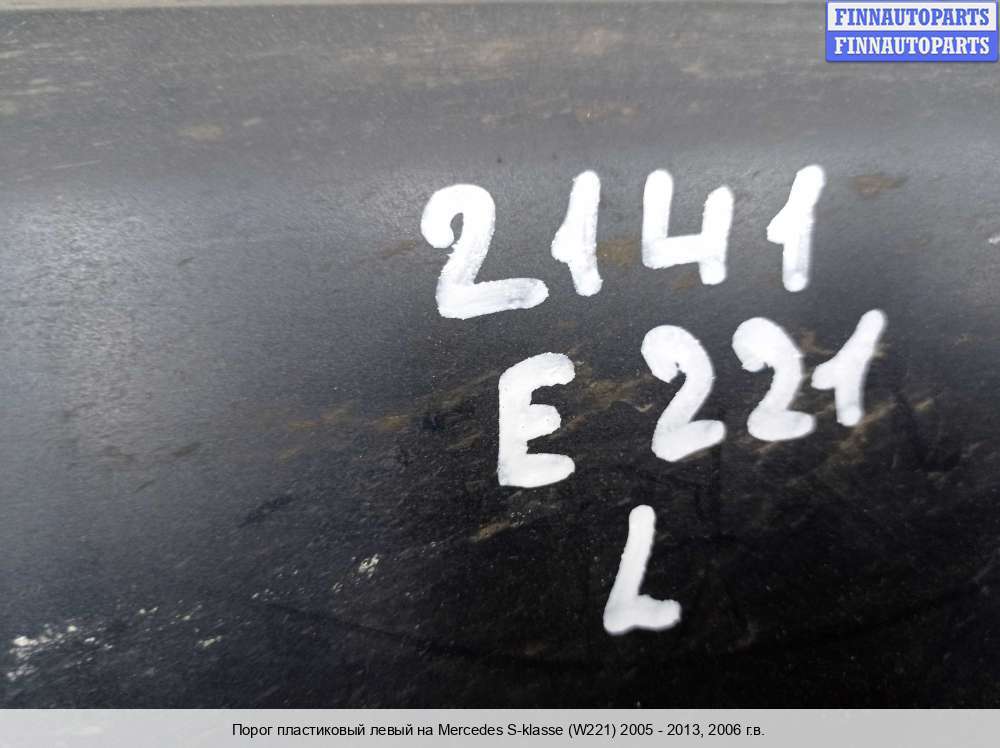 FINNAUTOPARTS
FINNAUTOPARTS
2141
E 221
L
Порог пластиковый левый на Mercedes S-klasse (W221) 2005 - 2013, 2006 г.в.